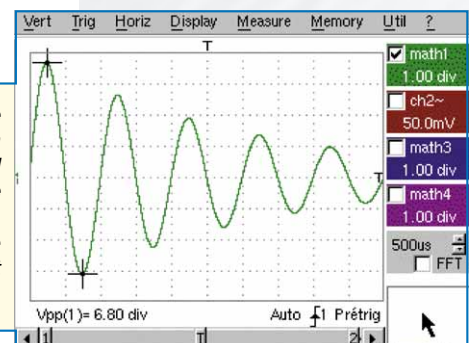 Vert Trig Horiz Display Measure Memory Util ?
T
math1
1.00 div
ch2~
50.0mV
math3
1.00 div
math4
1.00 div
1
T
500us
FFT
Vpp(1)= 6.80 div
Auto
1 Prétrig
1
T
2